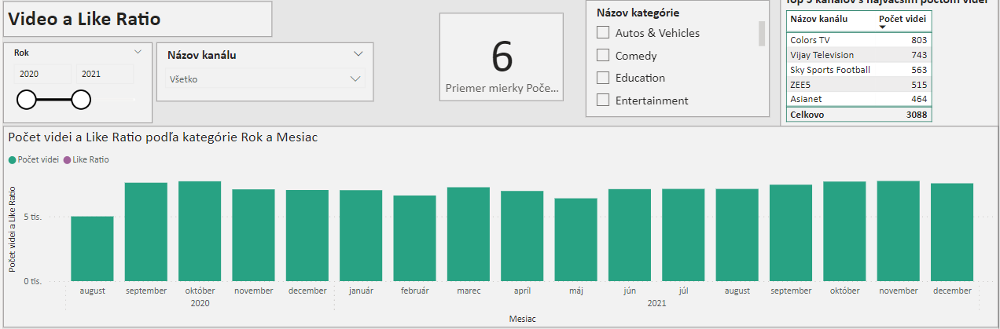 Video a Like Ratio
Rok
2020 2021
Názov kanálu
Všetko
6
Priemer mierky Poče...
Názov kategórie
Autos & Vehicles
Comedy
Education
Entertainment
Top 5 kanálov s najväčším počtom videí
Názov kanálu Počet videi
Colors TV 803
Vijay Television 743
Sky Sports Football 563
ZEE5 515
Asianet 464
Celkovo 3088
Počet videi a Like Ratio podľa kategórie Rok a Mesiac
Počet videi Like Ratio
Počet videi a Like Ratio
5 tis.
0 tis.
august september október november december január február marec apríl máj jún júl august september október november december
2020 2021
Mesiac